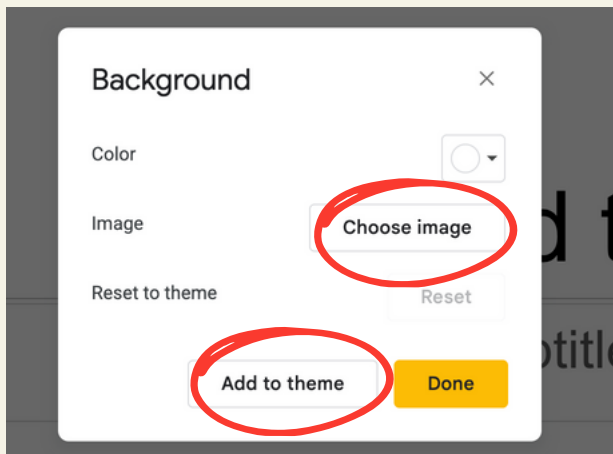 Background
Color
Image
Choose image
Reset to theme
Reset
Add to theme
Done